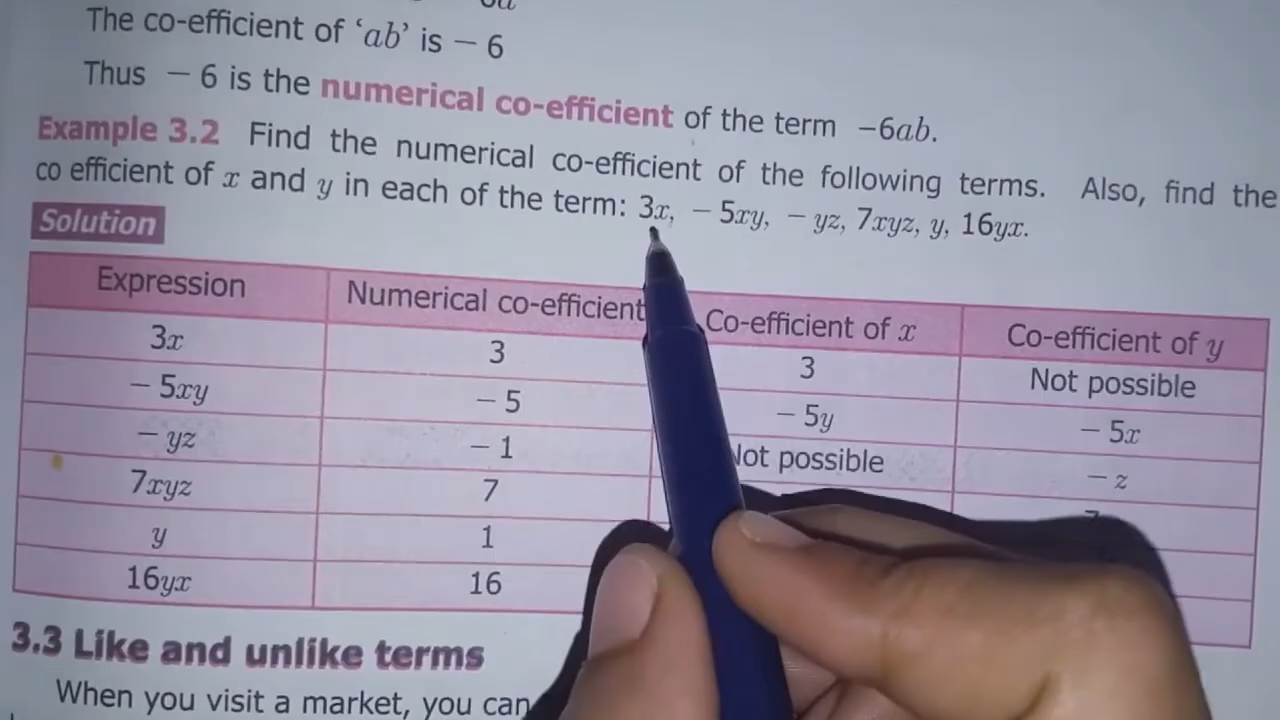 The co-efficient of ‘ab’ is – 6
Thus – 6 is the numerical co-efficient of the term –6ab.
Example 3.2 Find the numerical co-efficient of the following terms. Also, find the
co efficient of x and y in each of the term: 3x, – 5xy, – yz, 7xyz, y, 16yx.
Solution
Expression Numerical co-efficient Co-efficient of x Co-efficient of y
3x 3 3 Not possible
– 5xy – 5 – 5y – 5x
– yz – 1 Not possible – z
7xyz 7
y 1
16yx 16
3.3 Like and unlike terms
When you visit a market, you can